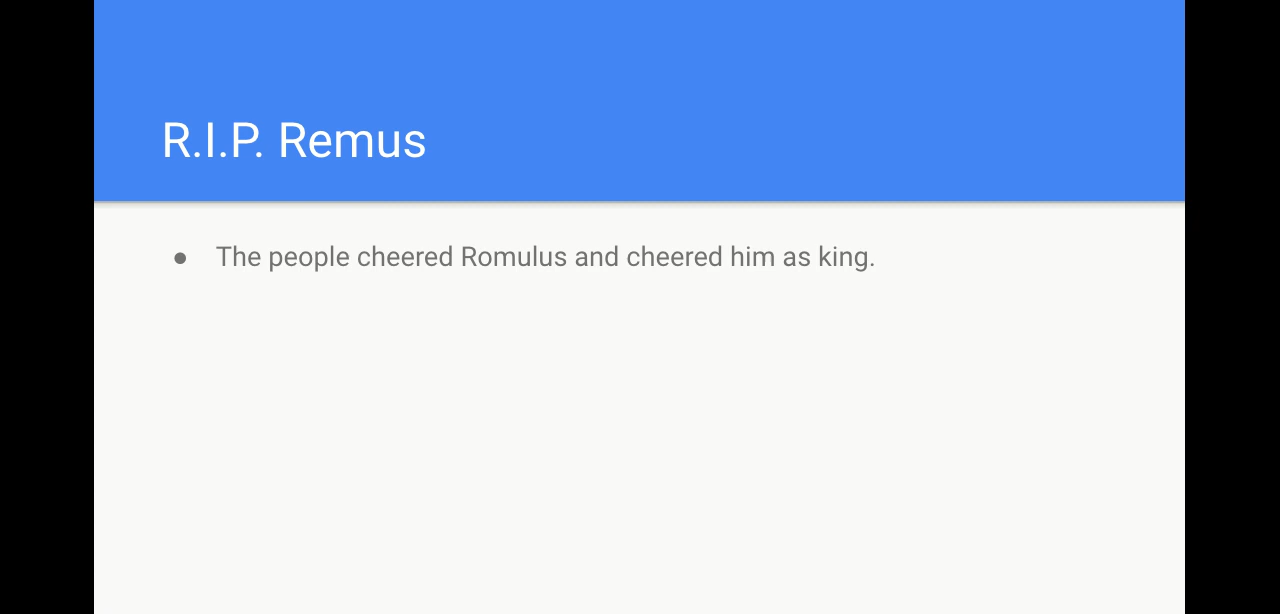 R.I.P. Remus
● The people cheered Romulus and cheered him as king.